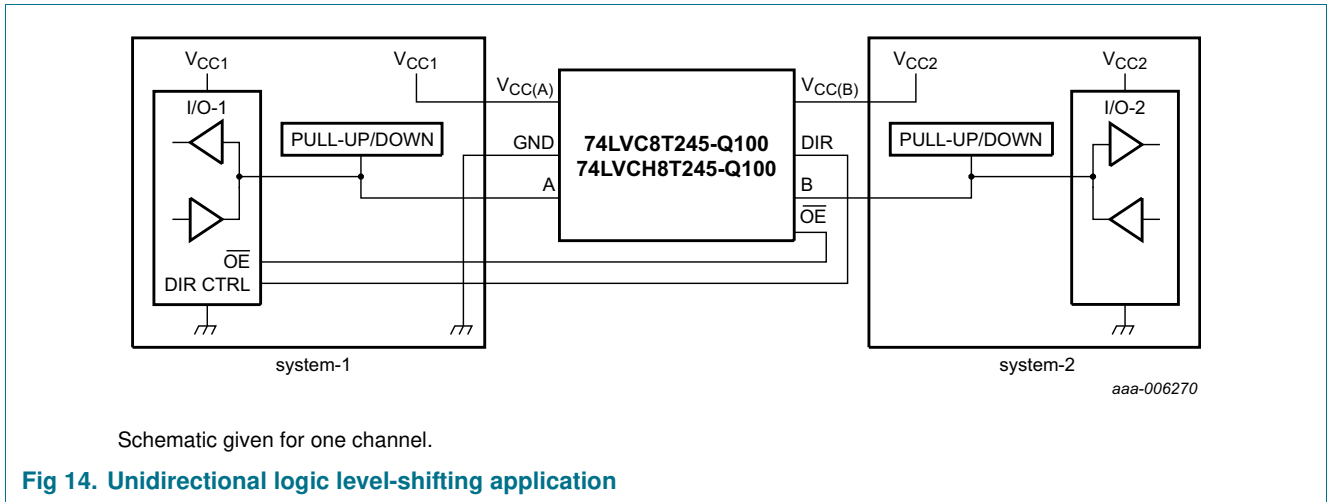 VCC1
VCC1
VCC2
VCC2
I/O-1
VCC(A)
VCC(B)
I/O-2
PULL-UP/DOWN
GND
74LVC8T245-Q100
74LVCH8T245-Q100
DIR
PULL-UP/DOWN
A
B
OE
OE
DIR CTRL
system-1
system-2
aaa-006270
Schematic given for one channel.
Fig 14. Unidirectional logic level-shifting application